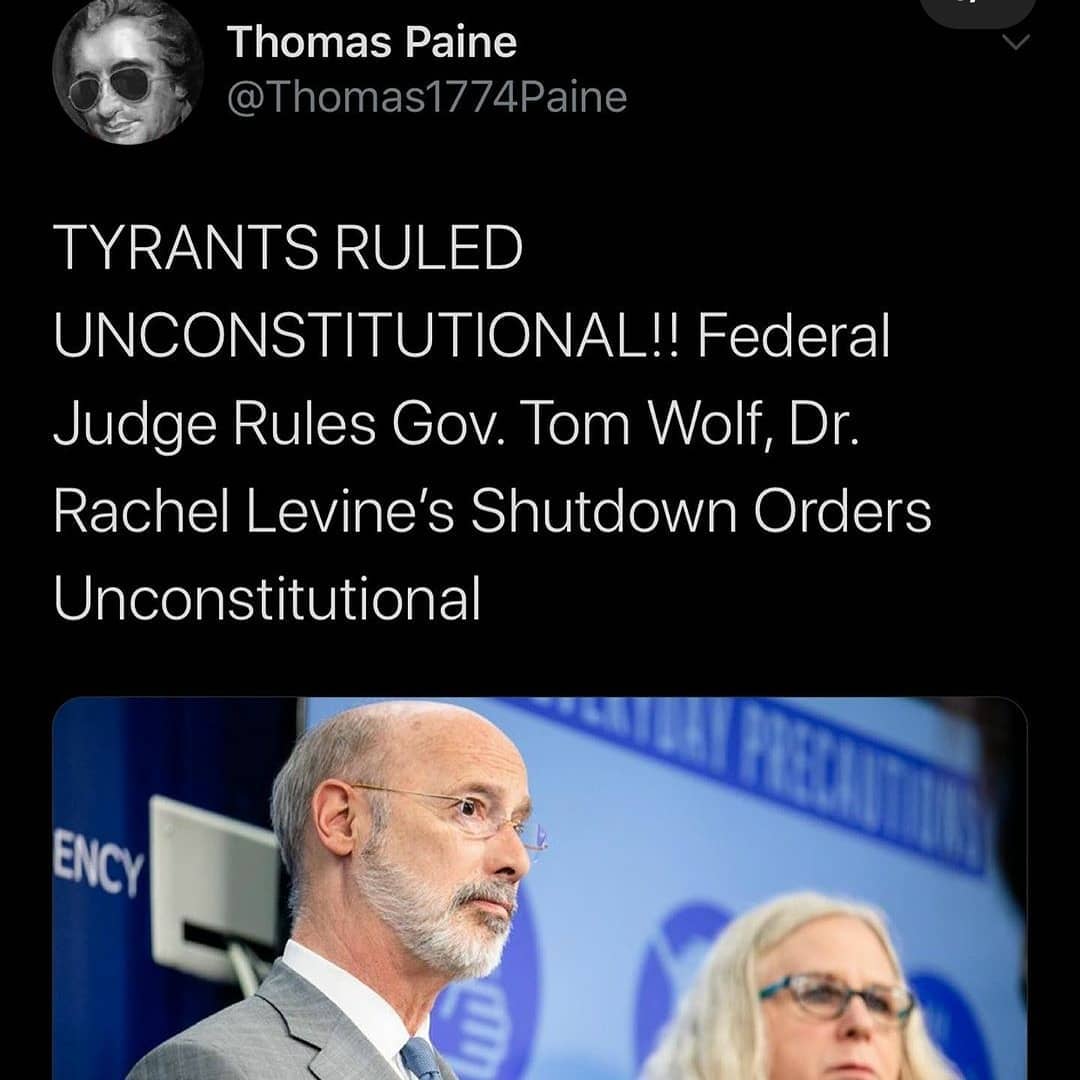 Thomas Paine
@Thomas1774Paine
TYRANTS RULED
UNCONSTITUTIONAL!! Federal
Judge Rules Gov. Tom Wolf, Dr.
Rachel Levine’s Shutdown Orders
Unconstitutional
PRECAUTIONS
ENCY